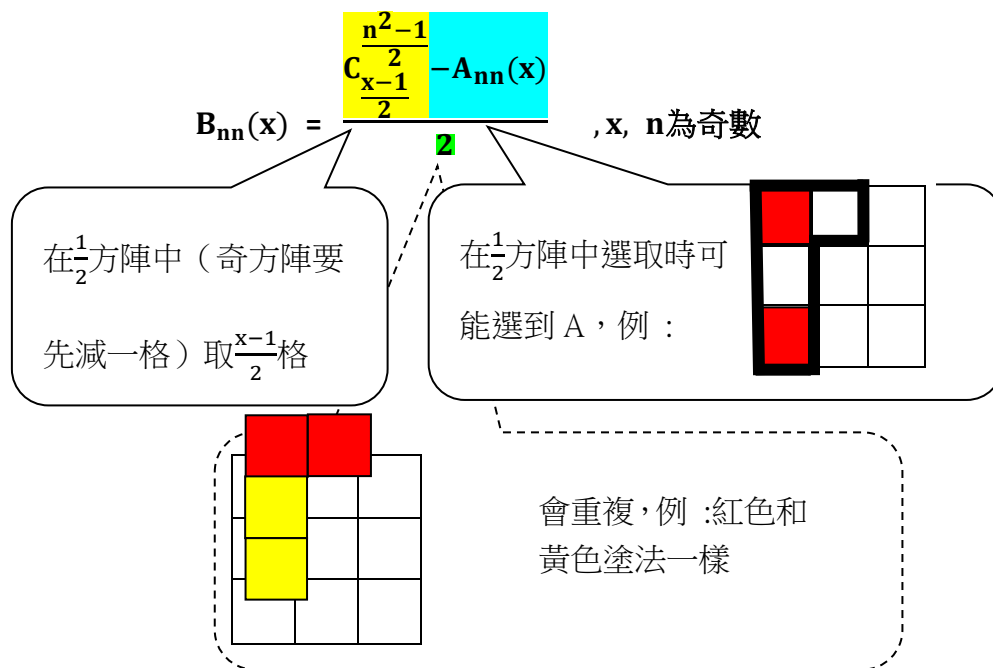 B_nn(x) = (C^((n²−1)/2)_((x−1)/2) −A_nn(x)) / 2 , x, n為奇數
在1/2方陣中（奇方陣要
先減一格）取(x−1)/2格
在1/2方陣中選取時可
能選到 A，例：
會重複，例：紅色和
黃色塗法一樣